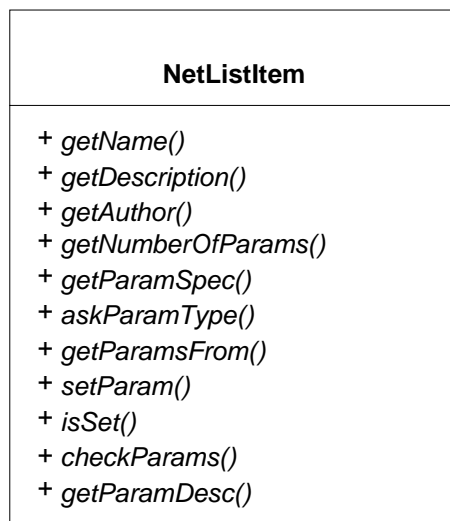 NetListItem
+ getName()
+ getDescription()
+ getAuthor()
+ getNumberOfParams()
+ getParamSpec()
+ askParamType()
+ getParamsFrom()
+ setParam()
+ isSet()
+ checkParams()
+ getParamDesc()